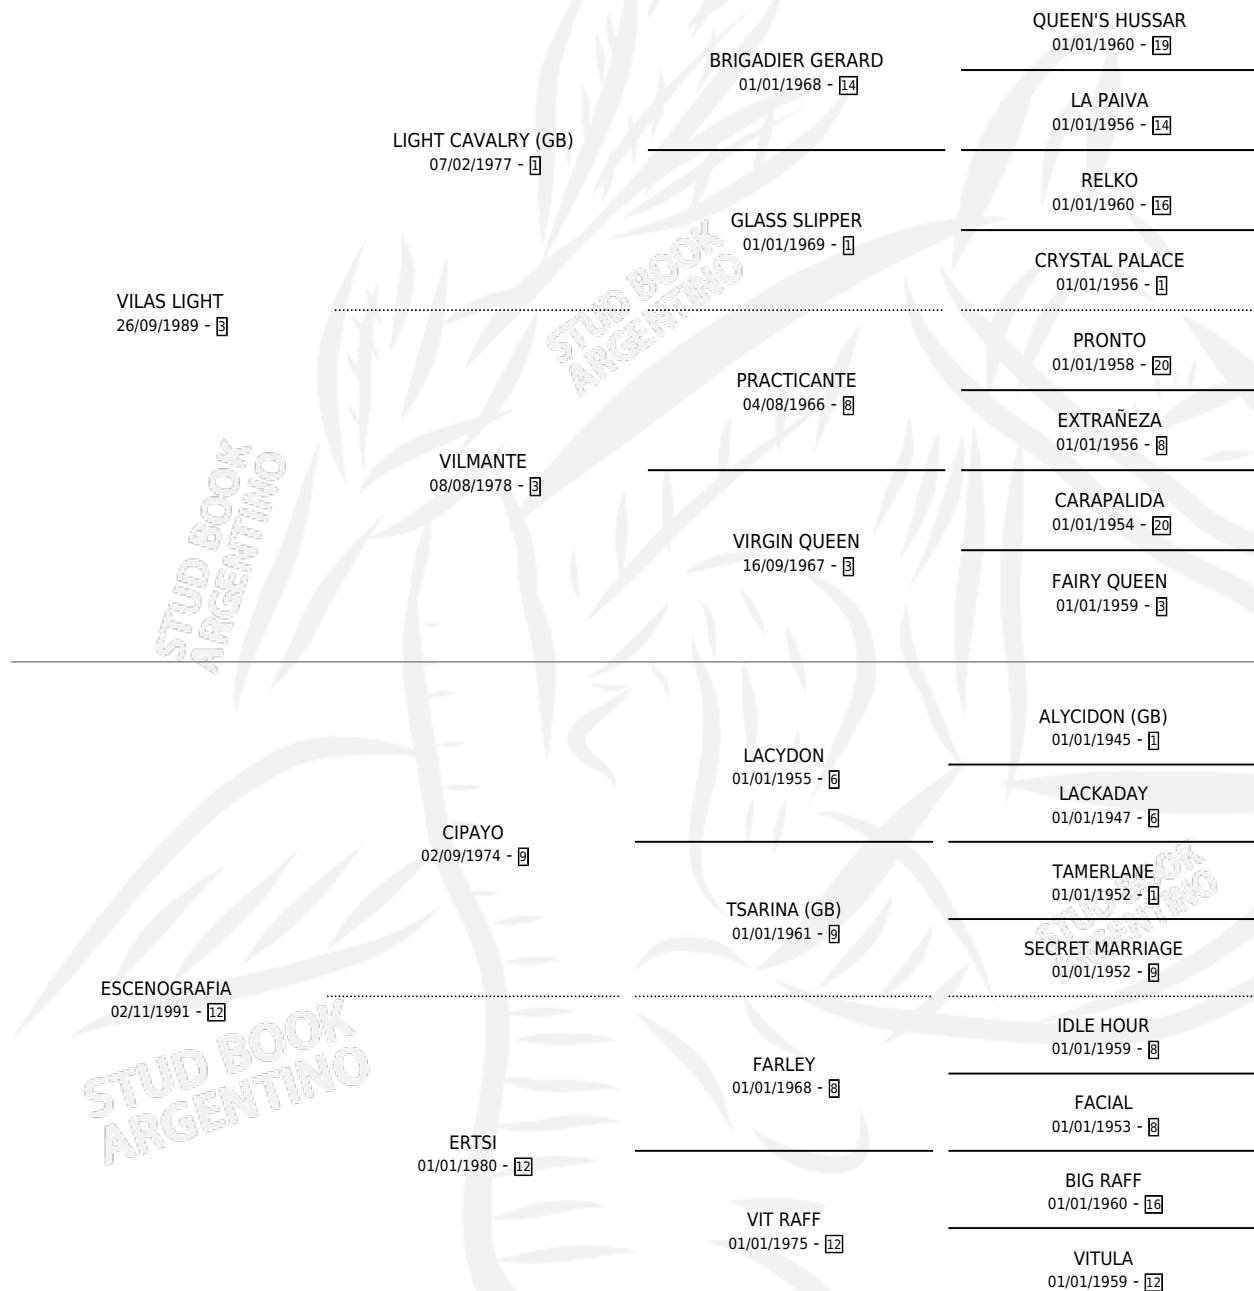 QUEEN'S HUSSAR
01/01/1960 - 19
BRIGADIER GERARD
01/01/1968 - 14
LA PAIVA
01/01/1956 - 14
LIGHT CAVALRY (GB)
07/02/1977 - 1
RELKO
01/01/1960 - 16
GLASS SLIPPER
01/01/1969 - 1
CRYSTAL PALACE
01/01/1956 - 1
VILAS LIGHT
26/09/1989 - 3
PRONTO
01/01/1958 - 20
PRACTICANTE
04/08/1966 - 8
EXTRAÑEZA
01/01/1956 - 8
VILMANTE
08/08/1978 - 3
CARAPALIDA
01/01/1954 - 20
VIRGIN QUEEN
16/09/1967 - 3
FAIRY QUEEN
01/01/1959 - 3
ALYCIDON (GB)
01/01/1945 - 1
LACYDON
01/01/1955 - 6
LACKADAY
01/01/1947 - 6
CIPAYO
02/09/1974 - 9
TAMERLANE
01/01/1952 - 1
TSARINA (GB)
01/01/1961 - 9
SECRET MARRIAGE
01/01/1952 - 9
ESCENOGRAFIA
02/11/1991 - 12
IDLE HOUR
01/01/1959 - 8
FARLEY
01/01/1968 - 8
FACIAL
01/01/1953 - 8
ERTSI
01/01/1980 - 12
BIG RAFF
01/01/1960 - 16
VIT RAFF
01/01/1975 - 12
VITULA
01/01/1959 - 12
STUD BOOK
ARGENTINO
STUD BOOK
ARGENTINO
STUD BOOK
ARGENTINO
STUD BOOK
ARGENTINO